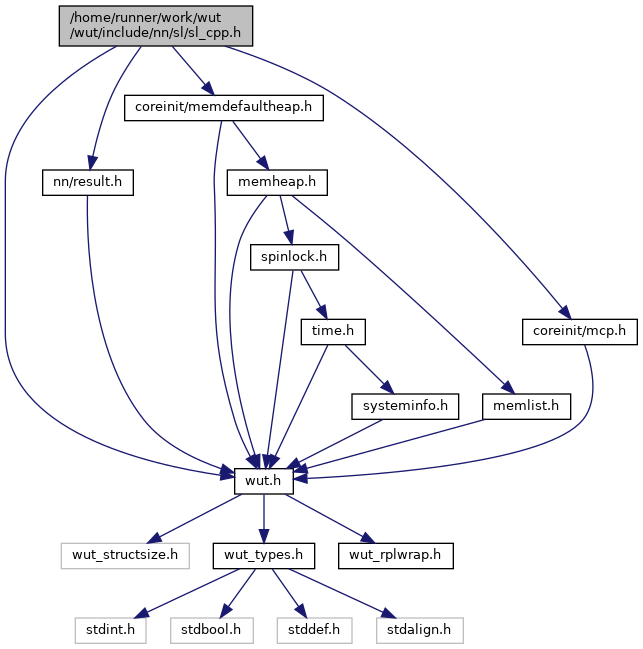 /home/runner/work/wut
/wut/include/nn/sl/sl_cpp.h
coreinit/memdefaultheap.h
nn/result.h
memheap.h
spinlock.h
time.h
coreinit/mcp.h
systeminfo.h
memlist.h
wut.h
wut_structsize.h
wut_types.h
wut_rplwrap.h
stdint.h
stdbool.h
stddef.h
stdalign.h